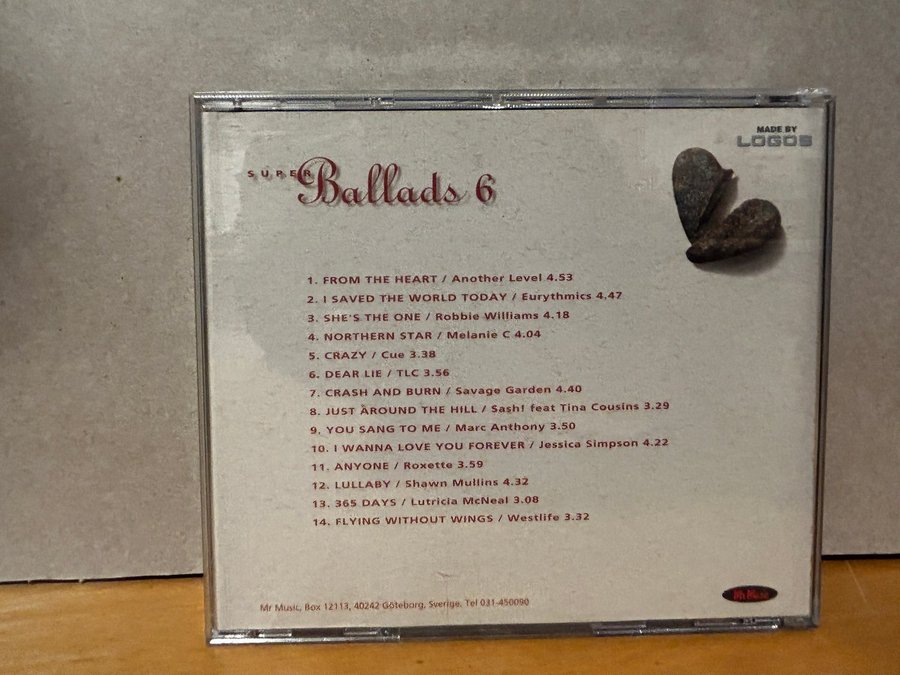 MADE BY
LOGOS
SUPER
Ballads 6
1. FROM THE HEART / Another Level 4.53
2. I SAVED THE WORLD TODAY / Eurythmics 4.47
3. SHE'S THE ONE / Robbie Williams 4.18
4. NORTHERN STAR / Melanie C 4.04
5. CRAZY / Cue 3.38
6. DEAR LIE / TLC 3.56
7. CRASH AND BURN / Savage Garden 4.40
8. JUST AROUND THE HILL / Sash! feat Tina Cousins 3.29
9. YOU SANG TO ME / Marc Anthony 3.50
10. I WANNA LOVE YOU FOREVER / Jessica Simpson 4.22
11. ANYONE / Roxette 3.59
12. LULLABY / Shawn Mullins 4.32
13. 365 DAYS / Lutricia McNeal 3.08
14. FLYING WITHOUT WINGS / Westlife 3.32
Mr Music, Box 12113, 40242 Göteborg, Sverige, Tel 031-450090
Mr Music